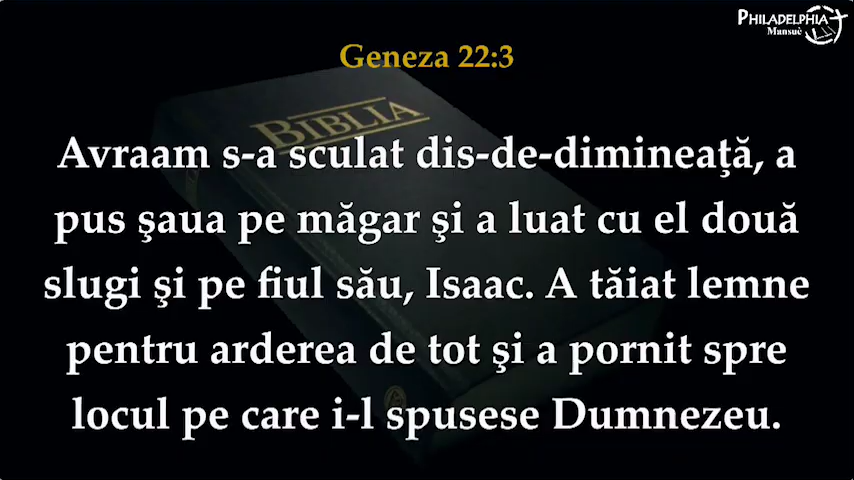 PHILADELPHIA
Mansuè
Geneza 22:3
BIBLIA
Avraam s-a sculat dis-de-dimineaţă, a
pus şaua pe măgar şi a luat cu el două
slugi şi pe fiul său, Isaac. A tăiat lemne
pentru arderea de tot şi a pornit spre
locul pe care i-l spusese Dumnezeu.